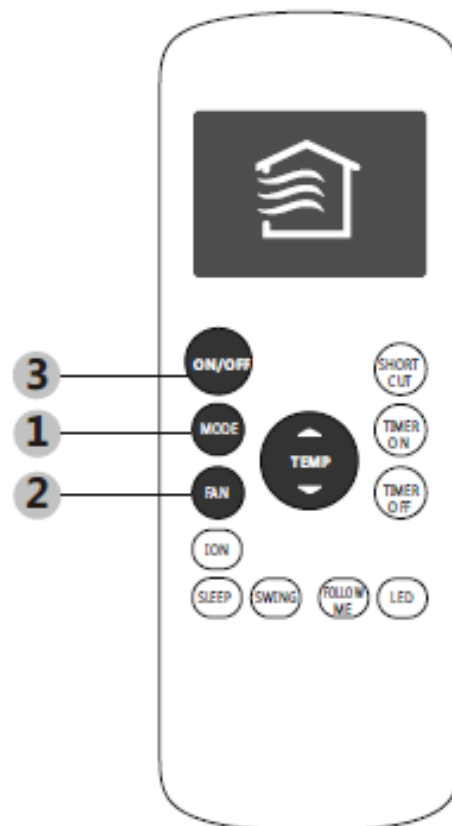 3
ON/OFF
SHORT
CUT
1
MODE
TIMER
ON
TEMP
2
FAN
TIMER
OFF
ION
SLEEP
SWING
FOLLOW
ME
LED